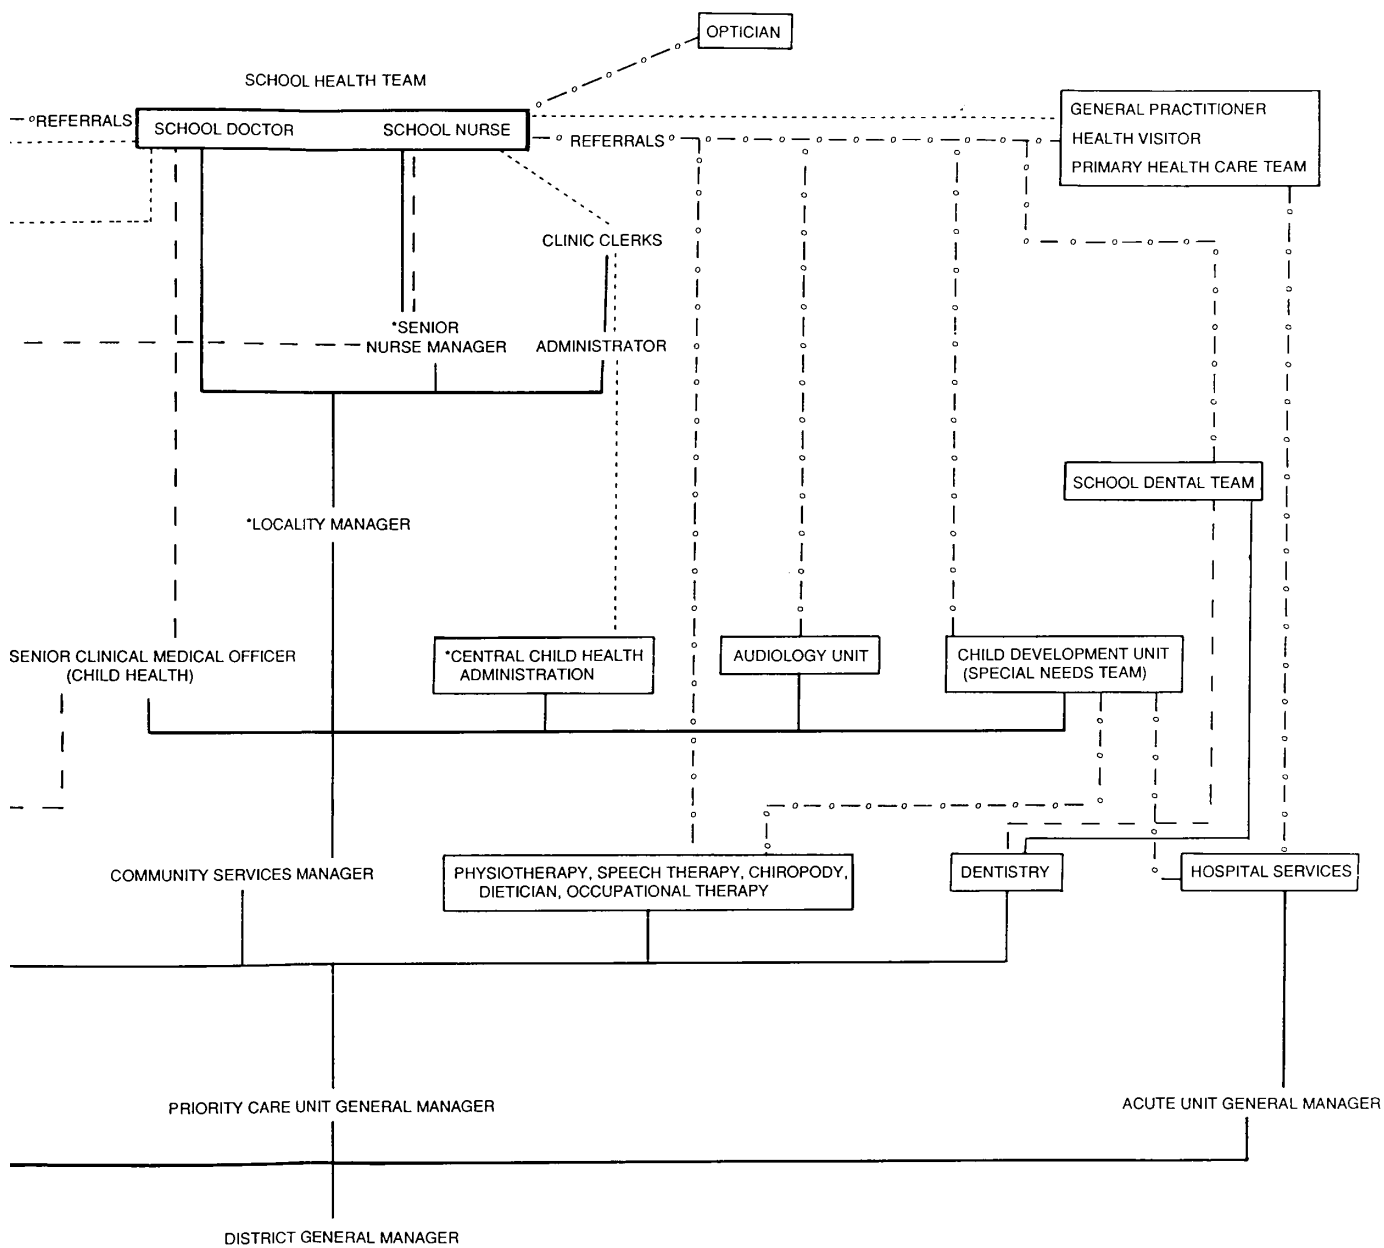 OPTICIAN
SCHOOL HEALTH TEAM
REFERRALS
SCHOOL DOCTOR SCHOOL NURSE
REFERRALS
GENERAL PRACTITIONER
HEALTH VISITOR
PRIMARY HEALTH CARE TEAM
CLINIC CLERKS
*SENIOR
NURSE MANAGER
ADMINISTRATOR
SCHOOL DENTAL TEAM
*LOCALITY MANAGER
SENIOR CLINICAL MEDICAL OFFICER
(CHILD HEALTH)
*CENTRAL CHILD HEALTH
ADMINISTRATION
AUDIOLOGY UNIT
CHILD DEVELOPMENT UNIT
(SPECIAL NEEDS TEAM)
COMMUNITY SERVICES MANAGER
PHYSIOTHERAPY, SPEECH THERAPY, CHIROPODY,
DIETICIAN, OCCUPATIONAL THERAPY
DENTISTRY
HOSPITAL SERVICES
PRIORITY CARE UNIT GENERAL MANAGER
ACUTE UNIT GENERAL MANAGER
DISTRICT GENERAL MANAGER